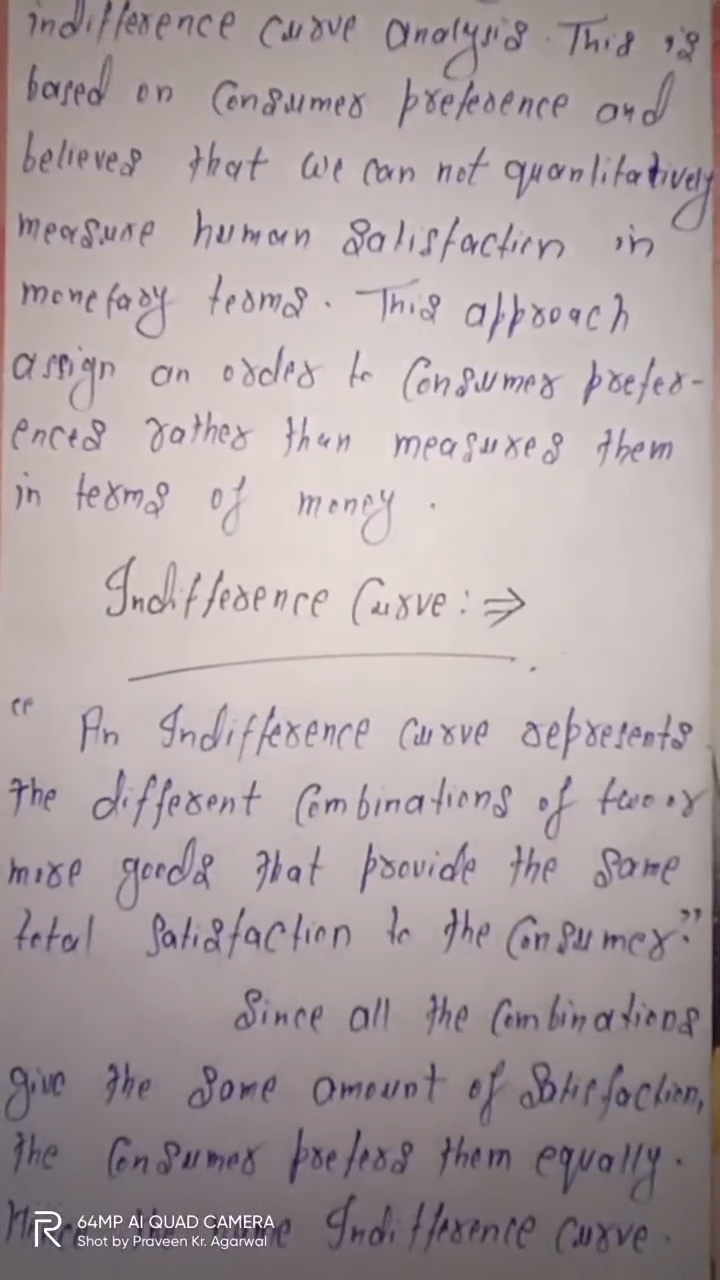 indifference curve analysis. This is
based on Consumer preference and
believes that we can not quantitatively
measure human satisfaction in
monetary terms. This approach
assign an order to Consumer prefer-
ences rather than measures them
in terms of money.
Indifference Curve: ⇒
“ An Indifference curve represents
the different Combinations of two or
more goods that provide the same
total satisfaction to the Consumer.”
Since all the Combinations
give the same amount of Satisfaction,
the Consumer prefers them equally.
the Indifference curve.
64MP AI QUAD CAMERA
Shot by Praveen Kr. Agarwal